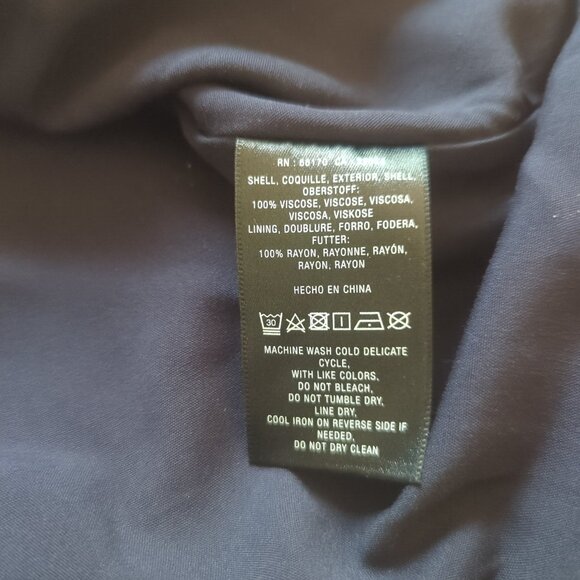 RN : 88170 CA
SHELL, COQUILLE, EXTERIOR, SHELL,
OBERSTOFF:
100% VISCOSE, VISCOSE, VISCOSA,
VISCOSA, VISKOSE
LINING, DOUBLURE, FORRO, FODERA,
FUTTER:
100% RAYON, RAYONNE, RAYÓN,
RAYON, RAYON
HECHO EN CHINA
30
MACHINE WASH COLD DELICATE
CYCLE,
WITH LIKE COLORS,
DO NOT BLEACH,
DO NOT TUMBLE DRY,
LINE DRY,
COOL IRON ON REVERSE SIDE IF
NEEDED,
DO NOT DRY CLEAN